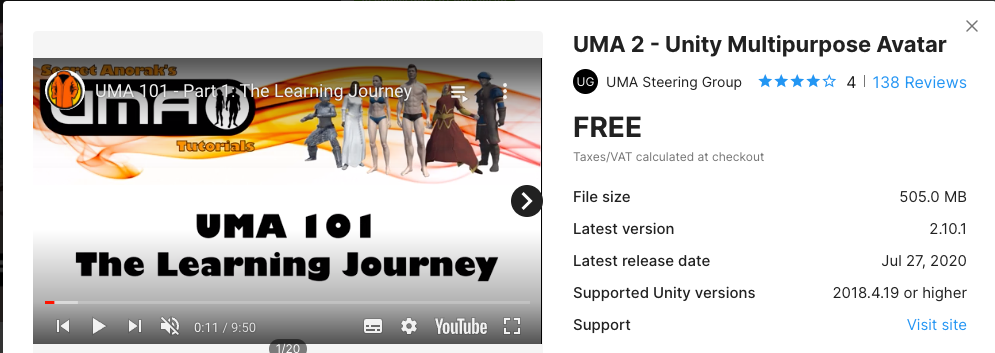 Secret Anorak's
UMA 101 - Part 1: The Learning Journey
UMA
Tutorials
UMA 101
The Learning Journey
0:11 / 9:50
YouTube
1/20
UMA 2 - Unity Multipurpose Avatar
UG UMA Steering Group 4 | 138 Reviews
FREE
Taxes/VAT calculated at checkout
File size 505.0 MB
Latest version 2.10.1
Latest release date Jul 27, 2020
Supported Unity versions 2018.4.19 or higher
Support Visit site